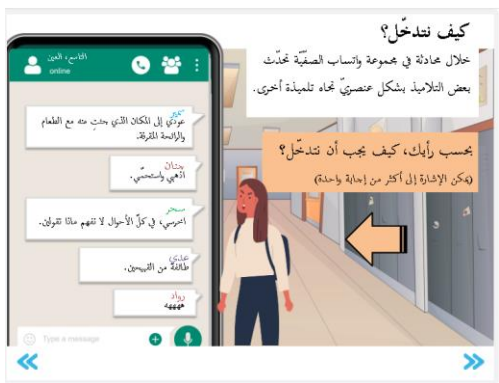 كيف نتدخّل؟
خلال محادثة في مجموعة واتساب الصفّيّة تحدّث
بعض التلاميذ بشكل عنصريّ تجاه تلميذة أخرى.
بحسب رأيك، كيف يجب أن نتدخّل؟
(يمكن الإشارة إلى أكثر من إجابة واحدة)
التاسع، العين
online
عودي إلى المكان الذي جئتِ منه مع الطعام
والرائحة المقرفة.
جنان
اذهبي واستحمّي.
سحر
اخرسي، في كلّ الأحوال لا نفهم ماذا تقولين.
عدي
طائفة من القبيحين.
رواد
ههههه
Type a message